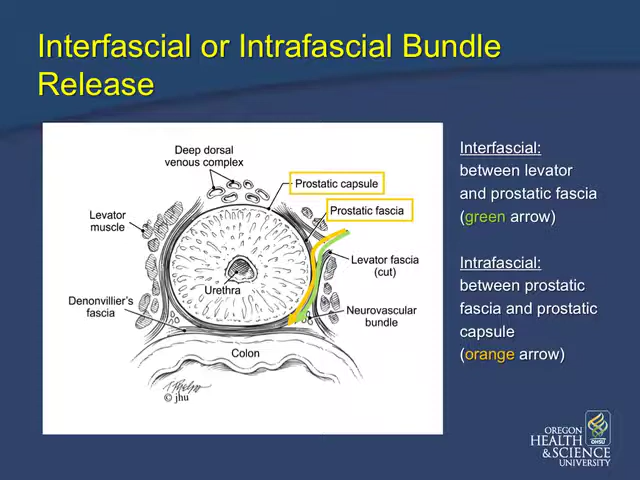 Interfascial or Intrafascial Bundle
Release
Deep dorsal
venous complex
Prostatic capsule
Prostatic fascia
Levator
muscle
Levator fascia
(cut)
Urethra
Denonvillier's
fascia
Neurovascular
bundle
Colon
© jhu
Interfascial:
between levator
and prostatic fascia
(green arrow)
Intrafascial:
between prostatic
fascia and prostatic
capsule
(orange arrow)
OREGON
HEALTH
& SCIENCE
UNIVERSITY
OHSU